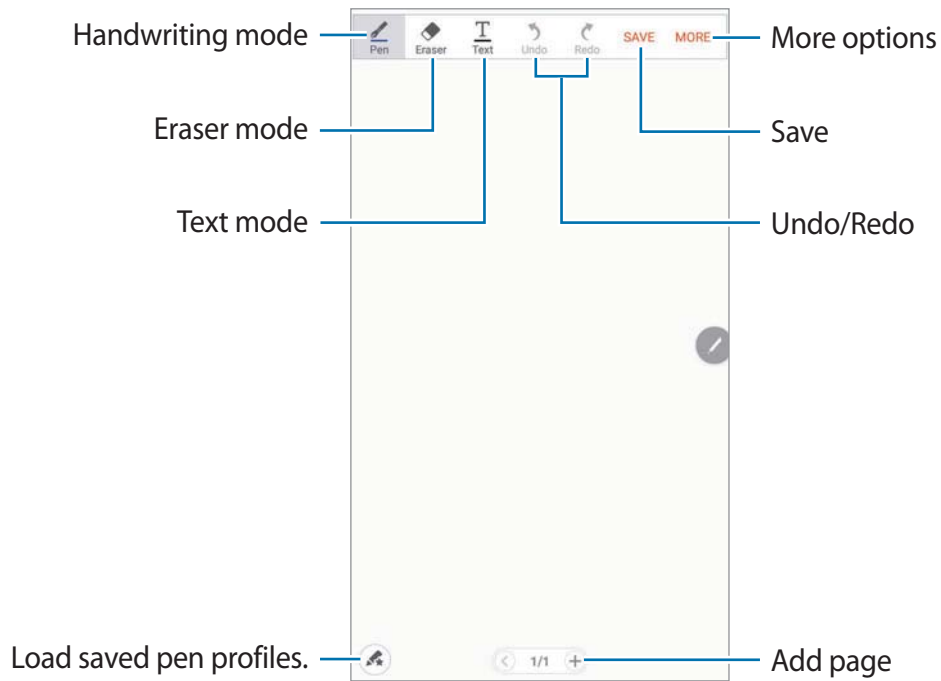 Handwriting mode
Pen
Eraser
Text
Undo
Redo
SAVE
MORE
More options
Eraser mode
Save
Text mode
Undo/Redo
Load saved pen profiles.
1/1
Add page